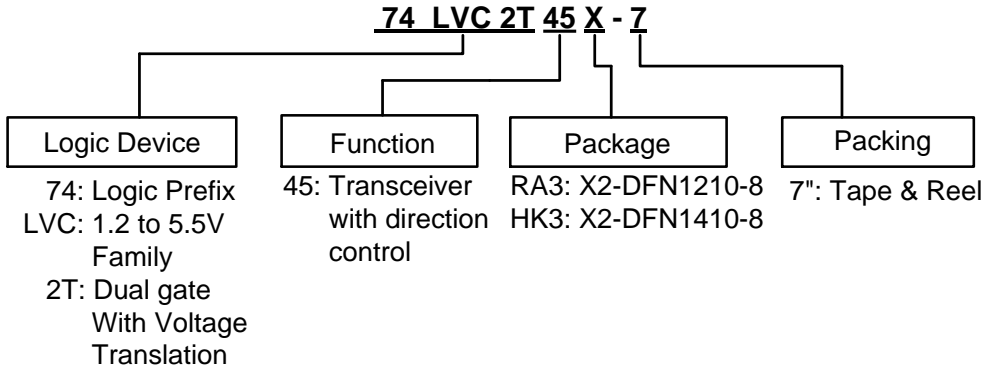 74 LVC 2T 45 X - 7
Logic Device
74: Logic Prefix
LVC: 1.2 to 5.5V
Family
2T: Dual gate
With Voltage
Translation
Function
45: Transceiver
with direction
control
Package
RA3: X2-DFN1210-8
HK3: X2-DFN1410-8
Packing
7": Tape & Reel